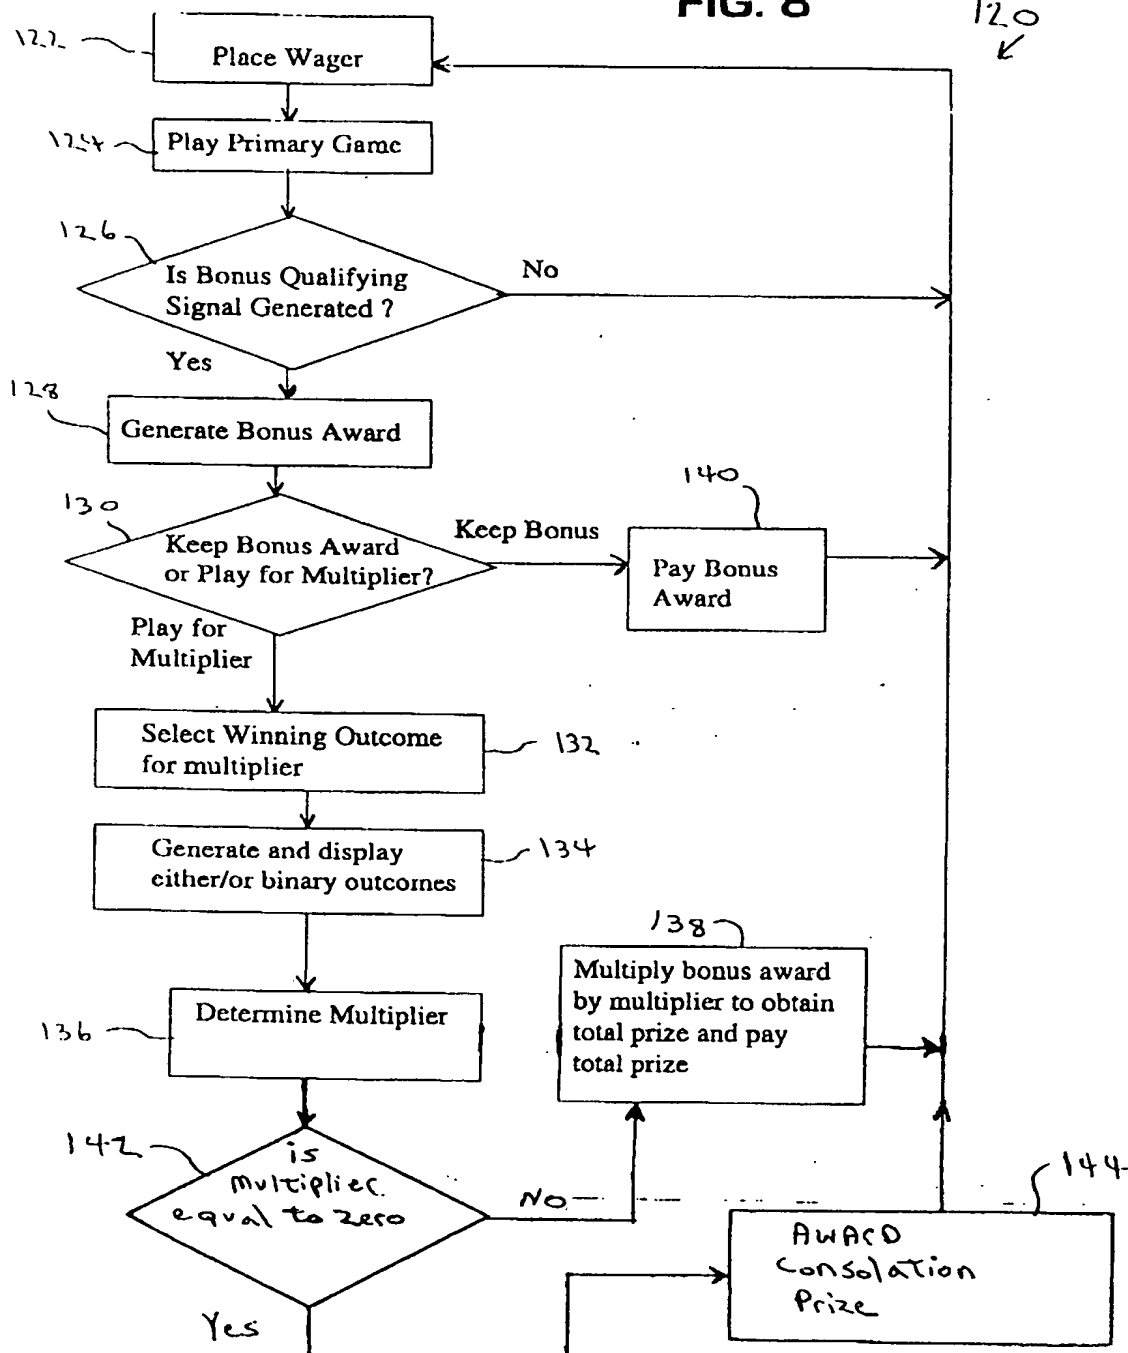 FIG. 8
120
122
Place Wager
124
Play Primary Game
126
Is Bonus Qualifying
Signal Generated ?
No
Yes
128
Generate Bonus Award
130
Keep Bonus Award
or Play for Multiplier?
Keep Bonus
140
Pay Bonus
Award
Play for
Multiplier
Select Winning Outcome
for multiplier
132
Generate and display
either/or binary outcomes
134
Determine Multiplier
136
138
Multiply bonus award
by multiplier to obtain
total prize and pay
total prize
142
is
multiplier
equal to zero
NO
Yes
144
AWARD
Consolation
Prize